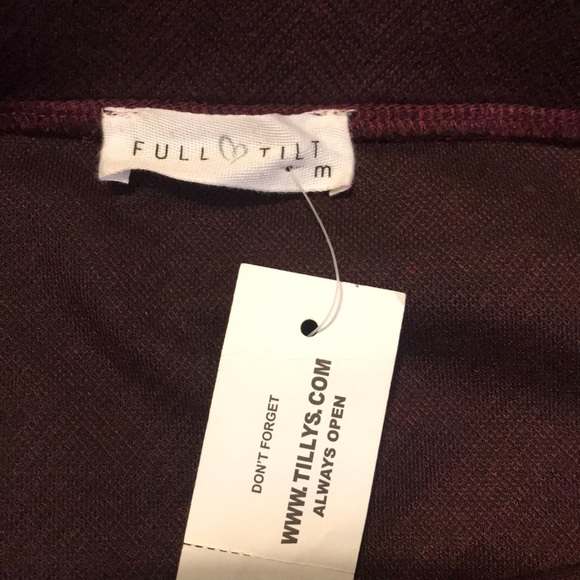 FULL TILT
m
DON'T FORGET
WWW.TILLYS.COM
ALWAYS OPEN